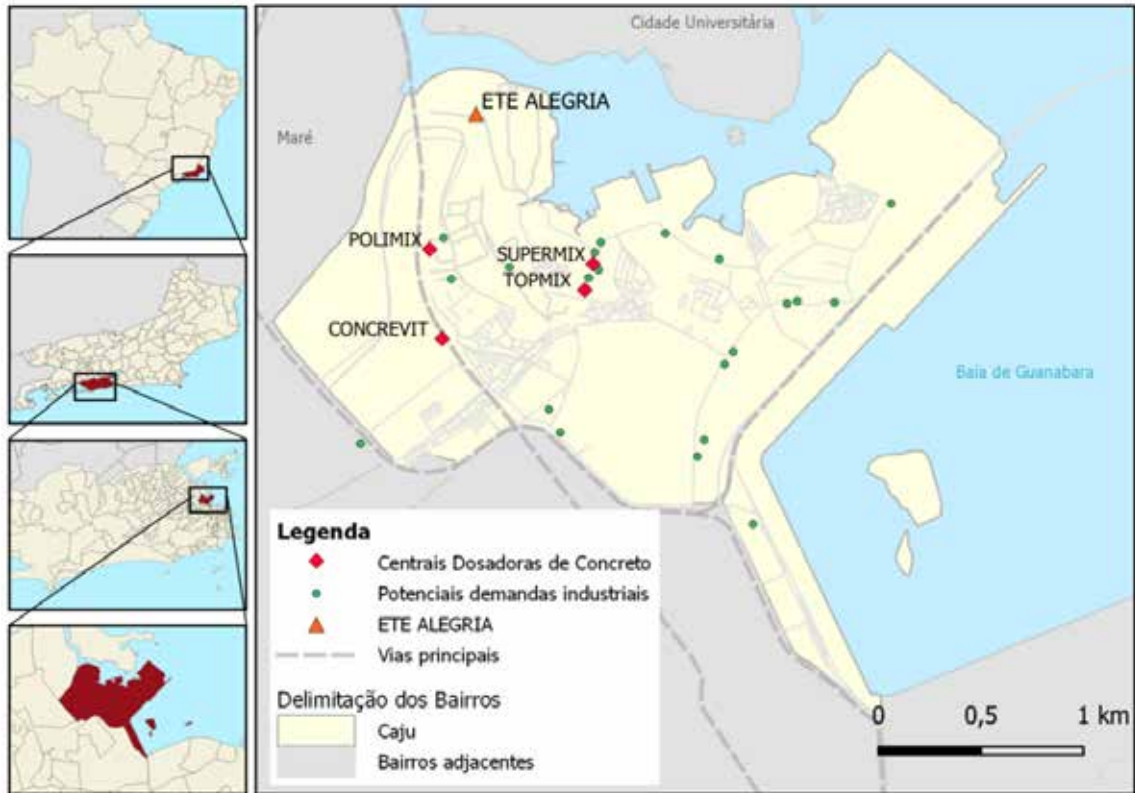 Cidade Universitária
ETE ALEGRIA
Maré
POLIMIX
SUPERMIX
TOPMIX
CONCREVIT
Baía de Guanabara
Legenda
Centrais Dosadoras de Concreto
Potenciais demandas industriais
ETE ALEGRIA
Vias principais
Delimitação dos Bairros
Caju
Bairros adjacentes
0 0,5 1 km